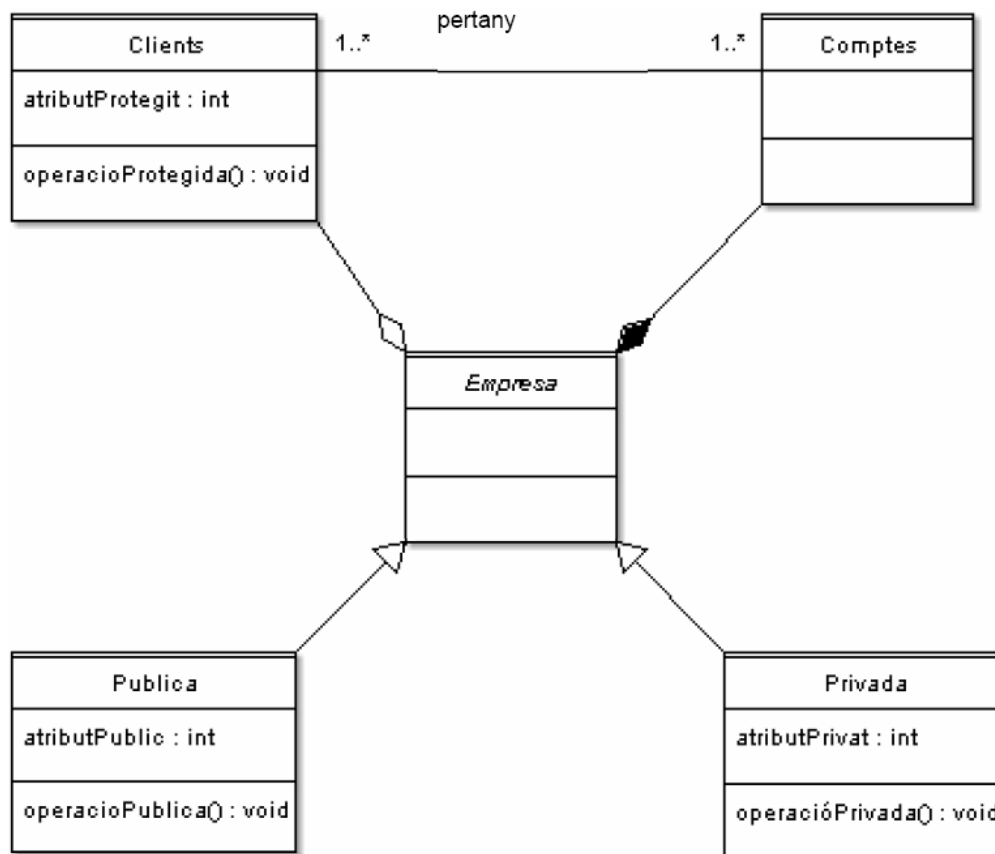 pertany
Clients
1..*
1..*
Comptes
atributProtegit : int
operacioProtegida() : void
Empresa
Publica
atributPublic : int
operacioPublica() : void
Privada
atributPrivat : int
operacióPrivada() : void